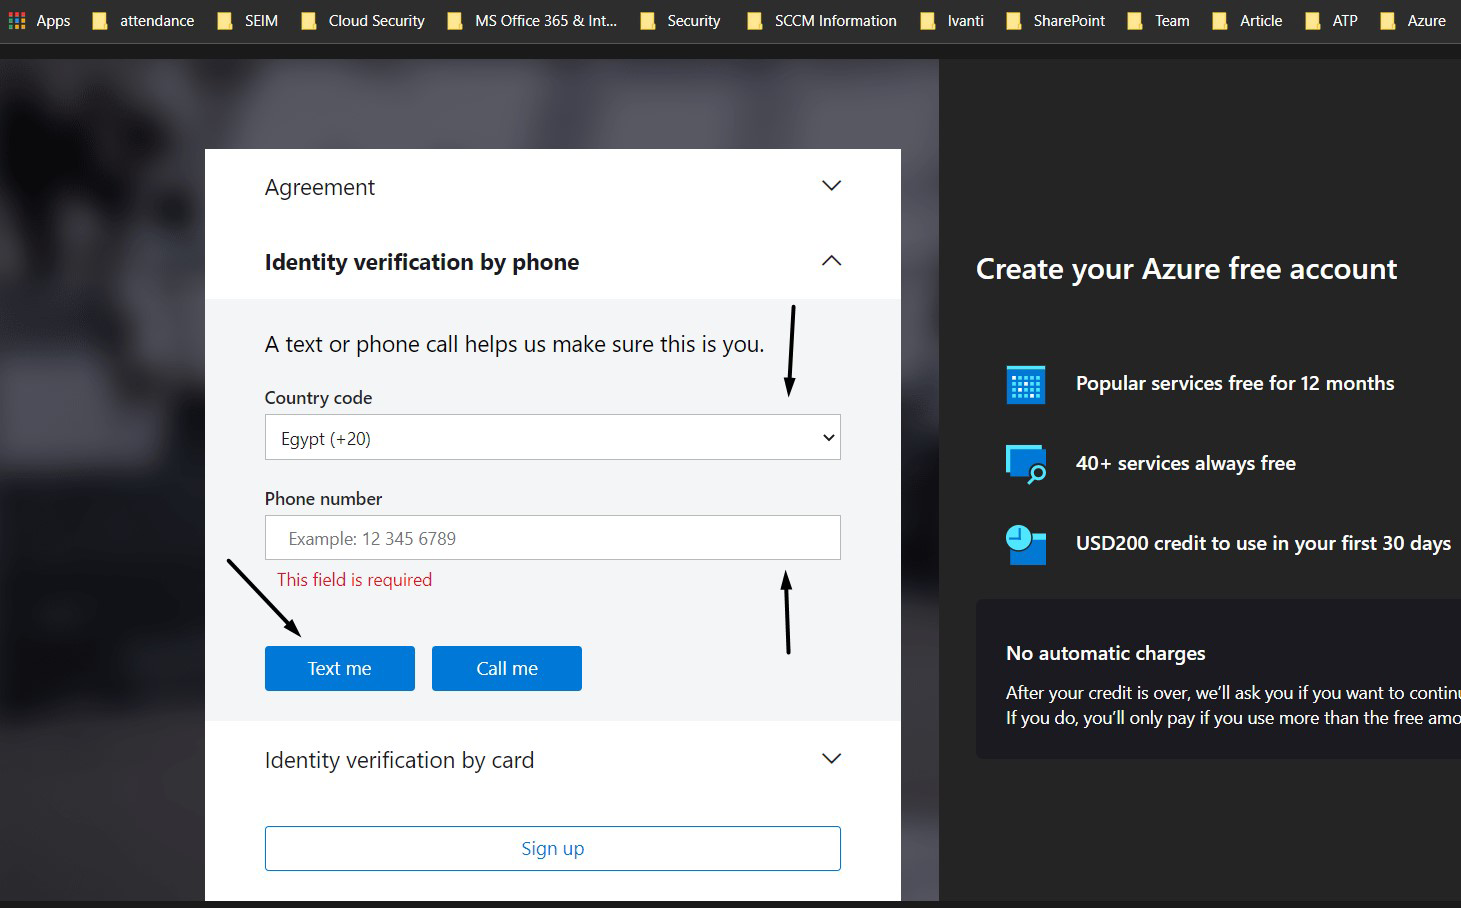 Apps attendance SEIM Cloud Security MS Office 365 & Int... Security SCCM Information Ivanti SharePoint Team Article ATP Azure
Agreement
Identity verification by phone
A text or phone call helps us make sure this is you.
Country code
Egypt (+20)
Phone number
Example: 12 345 6789
This field is required
Text me Call me
Identity verification by card
Sign up
Create your Azure free account
Popular services free for 12 months
40+ services always free
USD200 credit to use in your first 30 days
No automatic charges
After your credit is over, we'll ask you if you want to continu
If you do, you'll only pay if you use more than the free amo